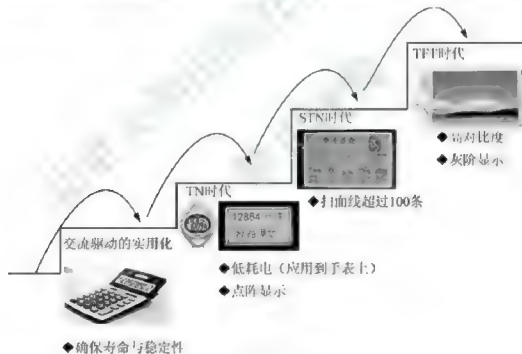 TFT时代
◆高对比度
◆灰阶显示
STN时代
◆扫面线超过100条
TN时代
12864
◆低耗电（应用到手表上）
◆点阵显示
交流驱动的实用化
◆确保寿命与稳定性